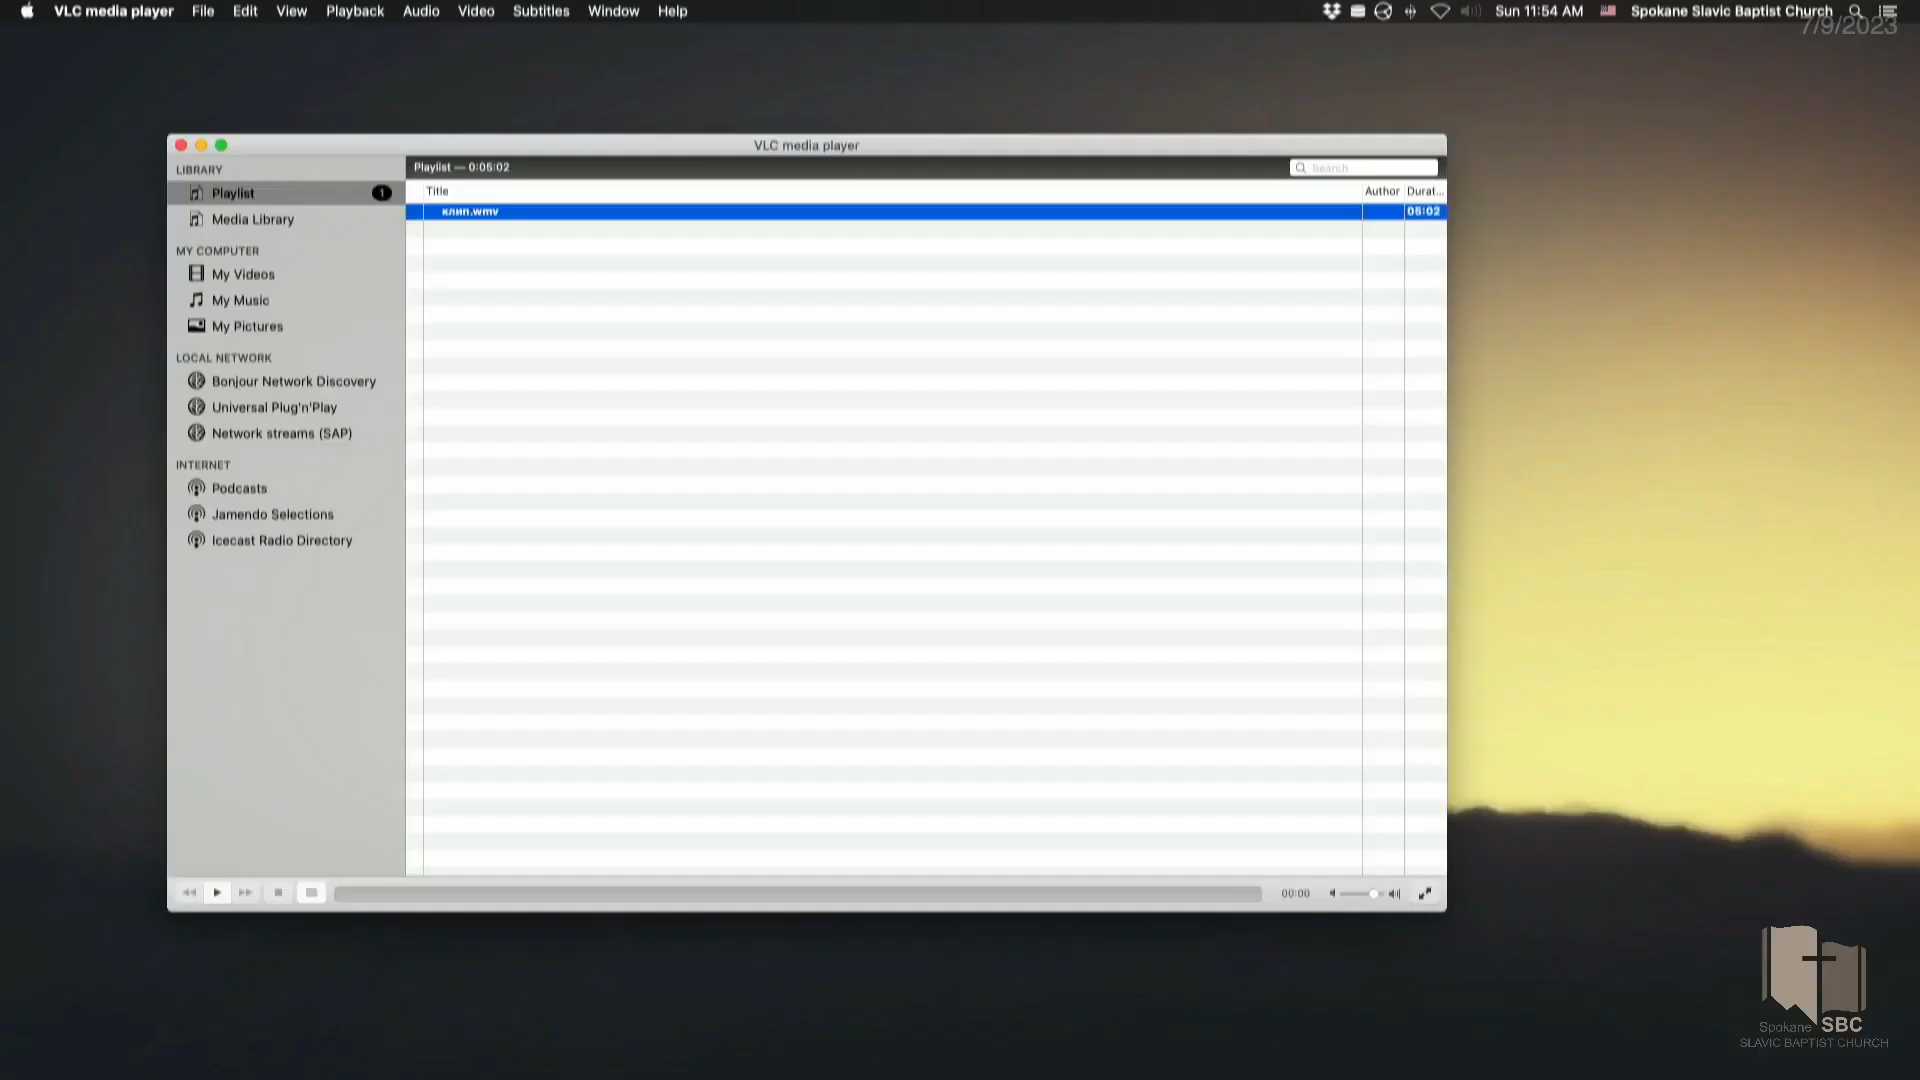 VLC media player File Edit View Playback Audio Video Subtitles Window Help Sun 11:54 AM Spokane Slavic Baptist Church
7/9/2023
VLC media player
LIBRARY
Playlist — 0:05:02
Search
Playlist 1
Title Author Durat...
клип.wmv 05:02
Media Library
MY COMPUTER
My Videos
My Music
My Pictures
LOCAL NETWORK
Bonjour Network Discovery
Universal Plug'n'Play
Network streams (SAP)
INTERNET
Podcasts
Jamendo Selections
Icecast Radio Directory
00:00
Spokane SBC
SLAVIC BAPTIST CHURCH